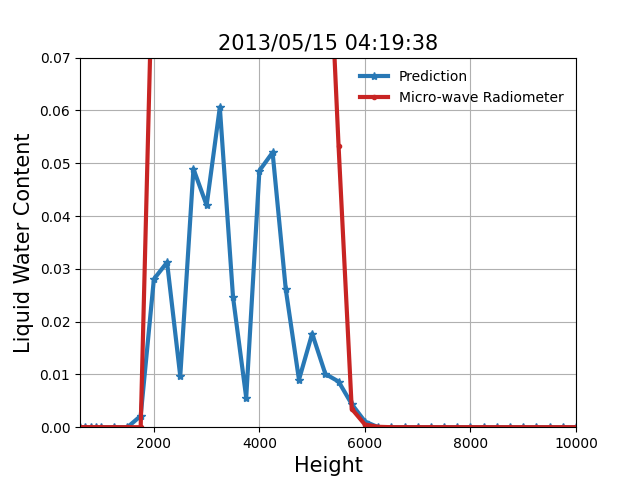 2013/05/15 04:19:38
Prediction
Micro-wave Radiometer
Liquid Water Content
0.07
0.06
0.05
0.04
0.03
0.02
0.01
0.00
2000 4000 6000 8000 10000
Height